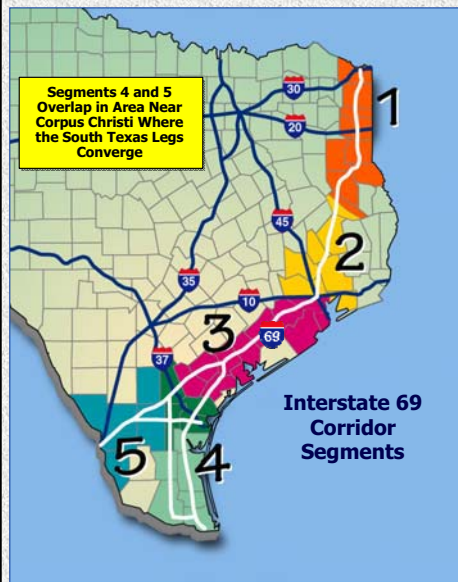 Segments 4 and 5
Overlap in Area Near
Corpus Christi Where
the South Texas Legs
Converge
30
1
20
45
2
35
10
3
69
37
Interstate 69
Corridor
Segments
5
4